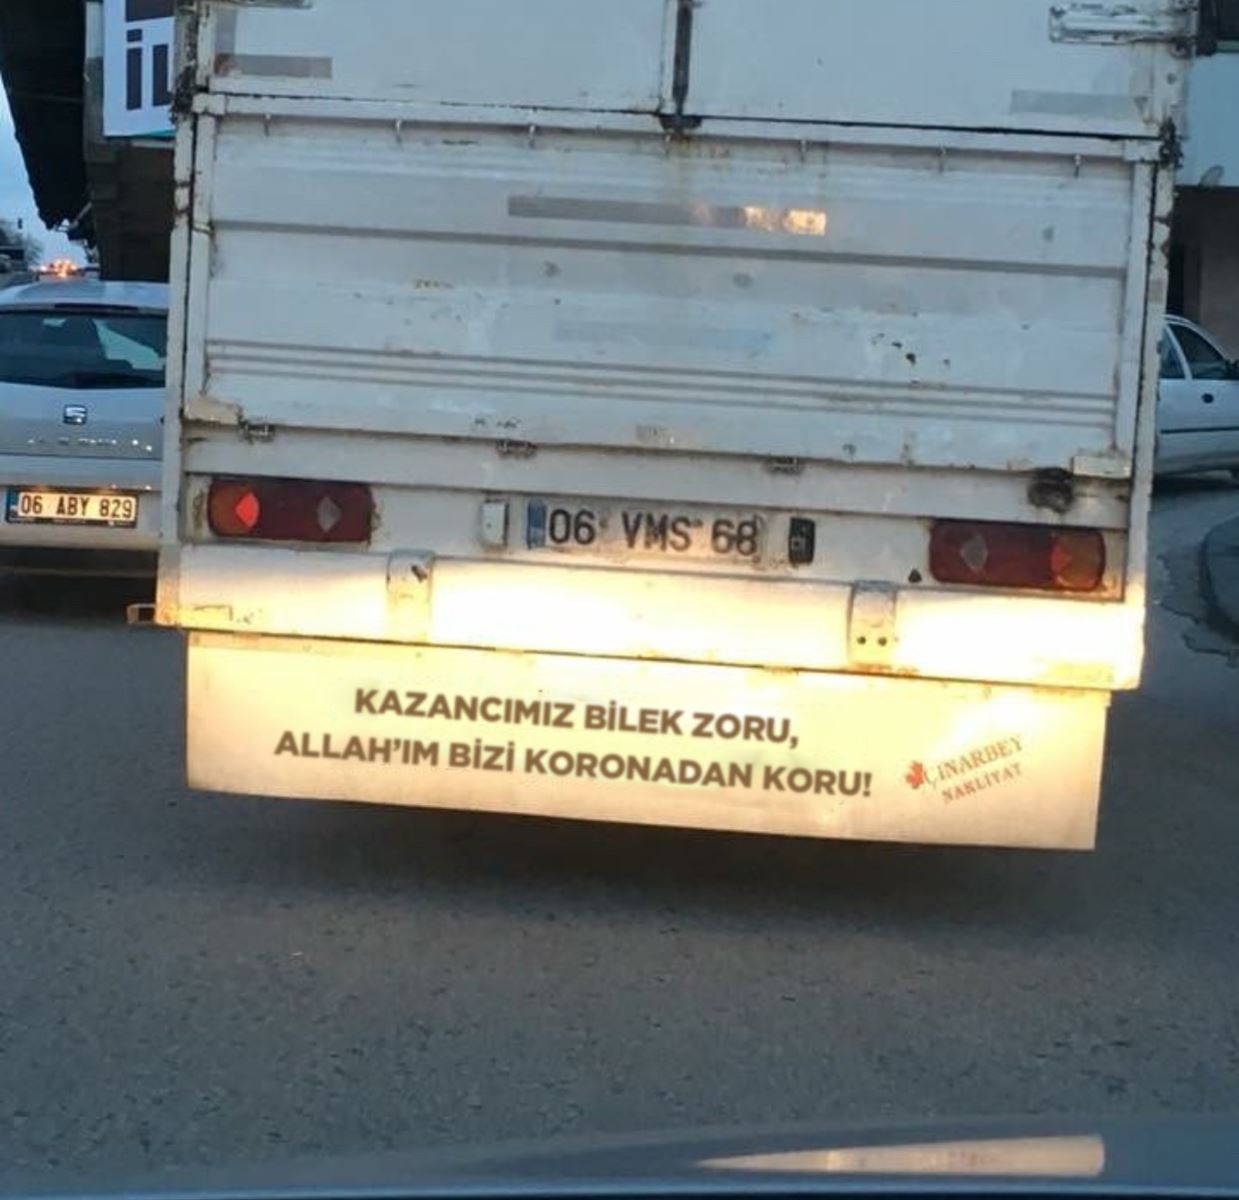 06 ABY 829
06 VMS 68
KAZANCIMIZ BİLEK ZORU,
ALLAH'IM BİZİ KORONADAN KORU!
ÇINARBEY
NAKLİYAT